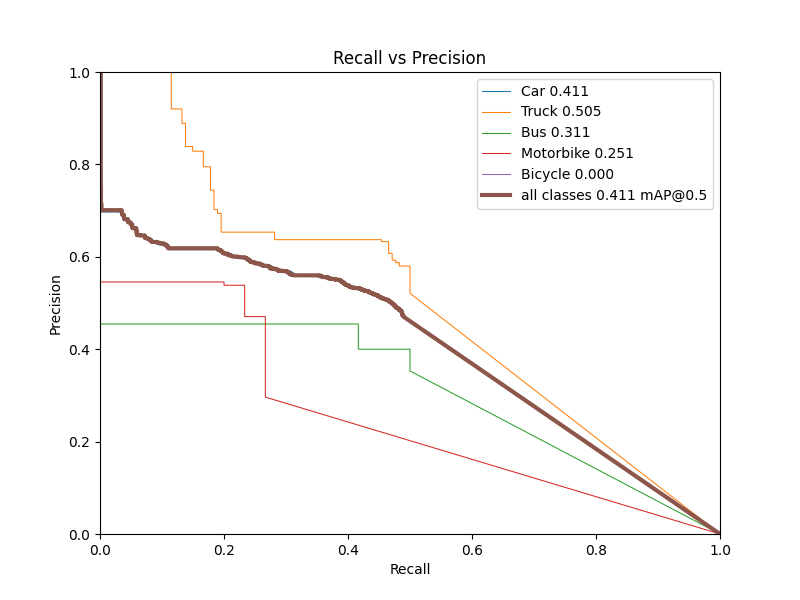 Recall vs Precision
Car 0.411
Truck 0.505
Bus 0.311
Motorbike 0.251
Bicycle 0.000
all classes 0.411 mAP@0.5
1.0
0.8
0.6
0.4
0.2
0.0
Precision
0.0 0.2 0.4 0.6 0.8 1.0
Recall